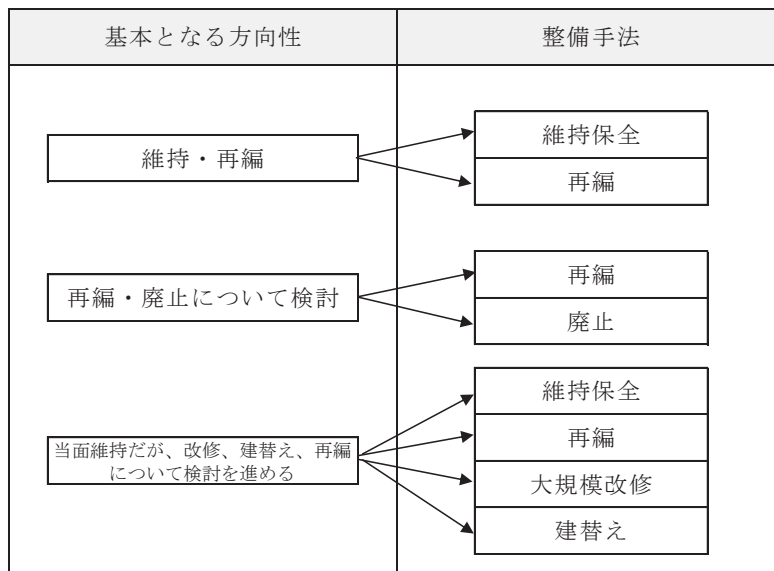 基本となる方向性
整備手法
維持・再編
維持保全
再編
再編・廃止について検討
再編
廃止
当面維持だが、改修、建替え、再編
について検討を進める
維持保全
再編
大規模改修
建替え